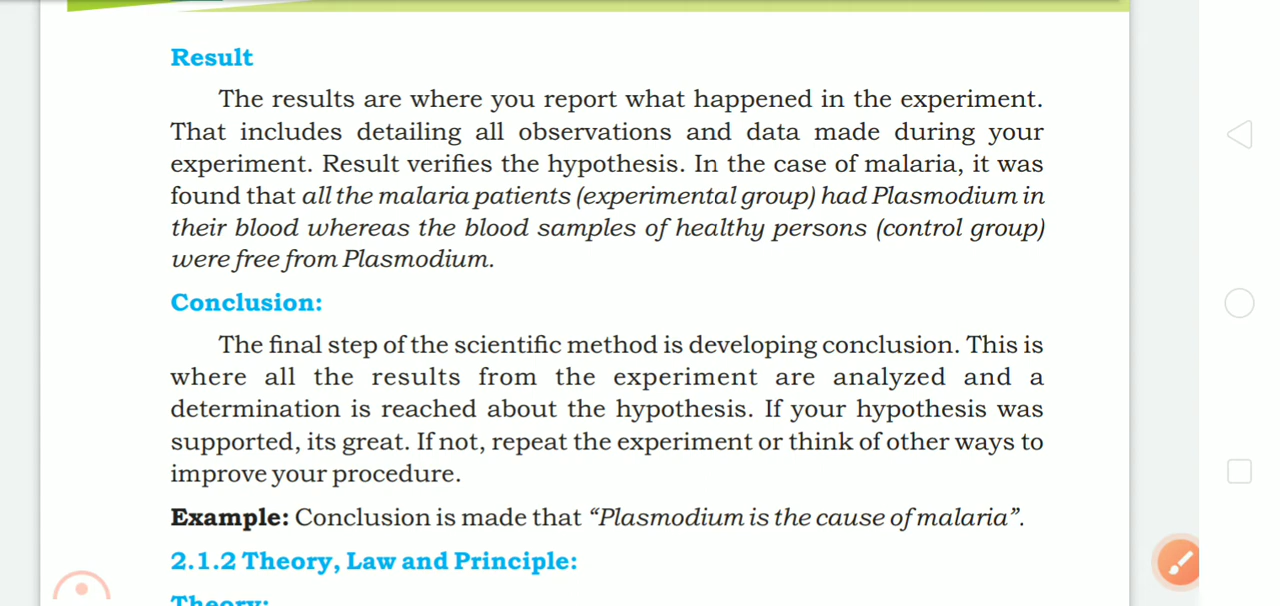 Result
The results are where you report what happened in the experiment.
That includes detailing all observations and data made during your
experiment. Result verifies the hypothesis. In the case of malaria, it was
found that all the malaria patients (experimental group) had Plasmodium in
their blood whereas the blood samples of healthy persons (control group)
were free from Plasmodium.
Conclusion:
The final step of the scientific method is developing conclusion. This is
where all the results from the experiment are analyzed and a
determination is reached about the hypothesis. If your hypothesis was
supported, its great. If not, repeat the experiment or think of other ways to
improve your procedure.
Example: Conclusion is made that “Plasmodium is the cause of malaria”.
2.1.2 Theory, Law and Principle:
Theory: